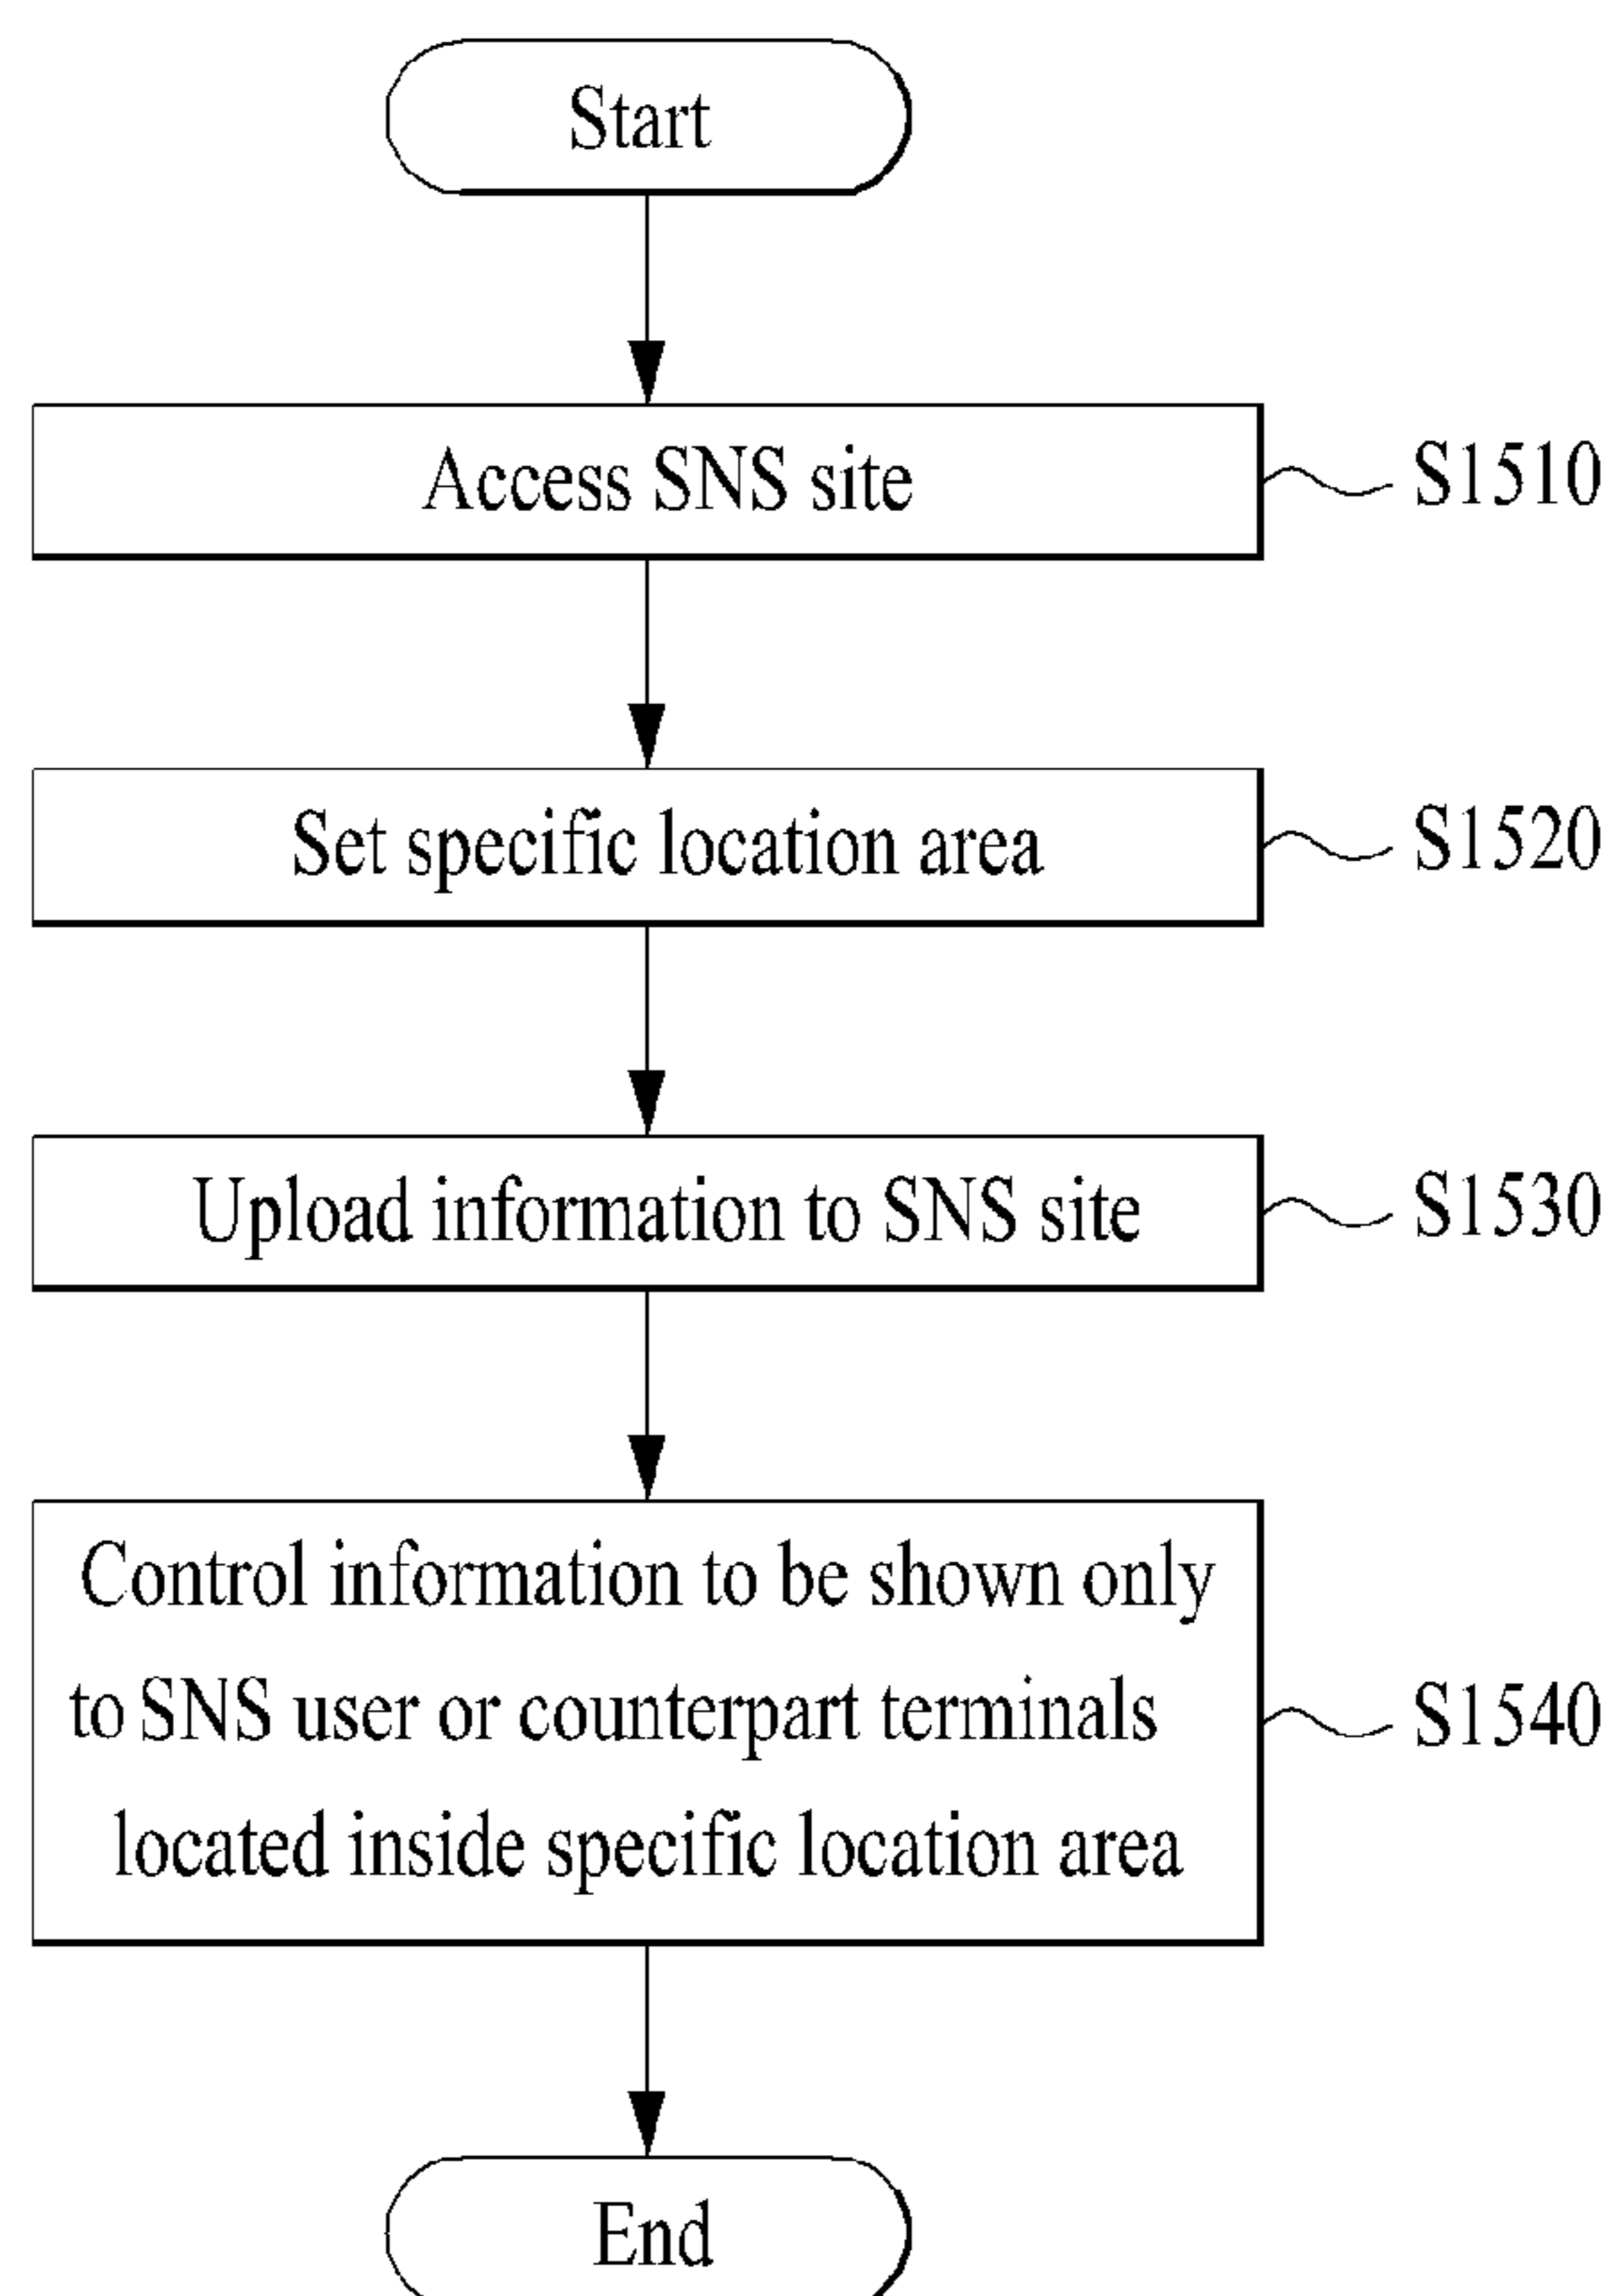 Start
Access SNS site
S1510
Set specific location area
S1520
Upload information to SNS site
S1530
Control information to be shown only
to SNS user or counterpart terminals
located inside specific location area
S1540
End